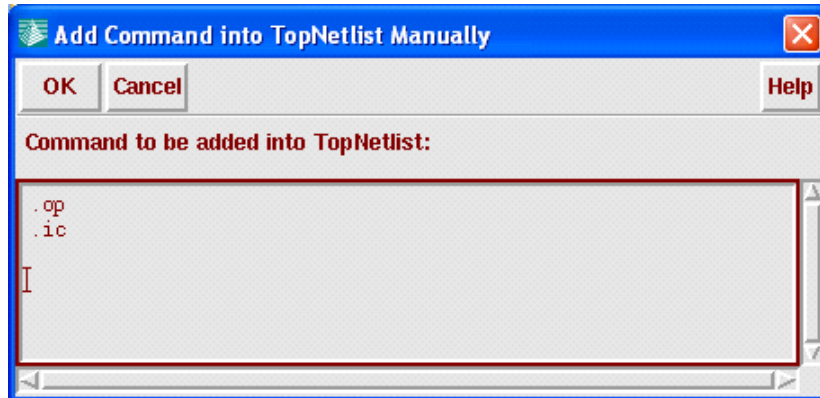 Add Command into TopNetlist Manually
OK Cancel Help
Command to be added into TopNetlist:
.op
.ic